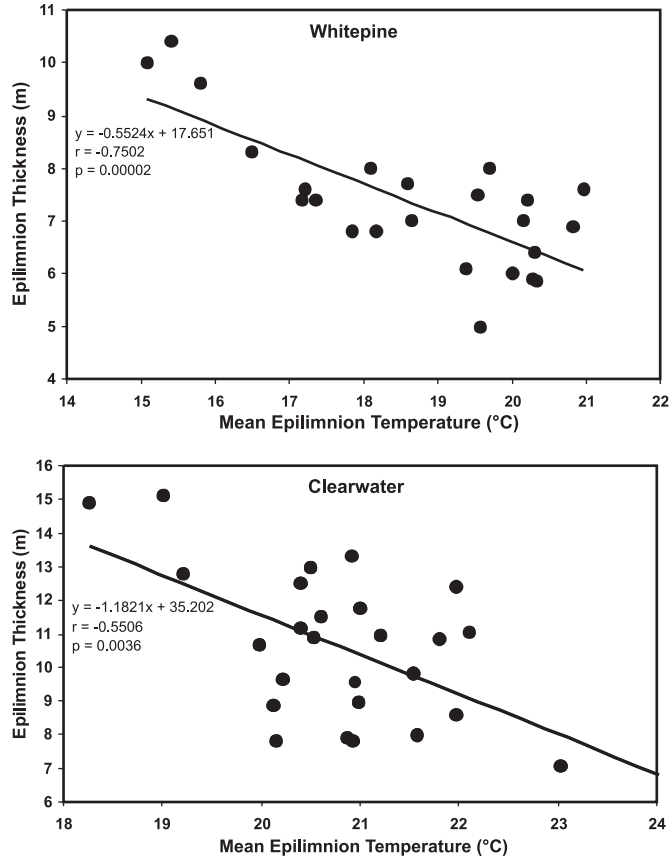 Whitepine
Epilimnion Thickness (m)
11
10
9
8
7
6
5
4
y = -0.5524x + 17.651
r = -0.7502
p = 0.00002
14 15 16 17 18 19 20 21 22
Mean Epilimnion Temperature (°C)
Clearwater
Epilimnion Thickness (m)
16
15
14
13
12
11
10
9
8
7
6
y = -1.1821x + 35.202
r = -0.5506
p = 0.0036
18 19 20 21 22 23 24
Mean Epilimnion Temperature (°C)